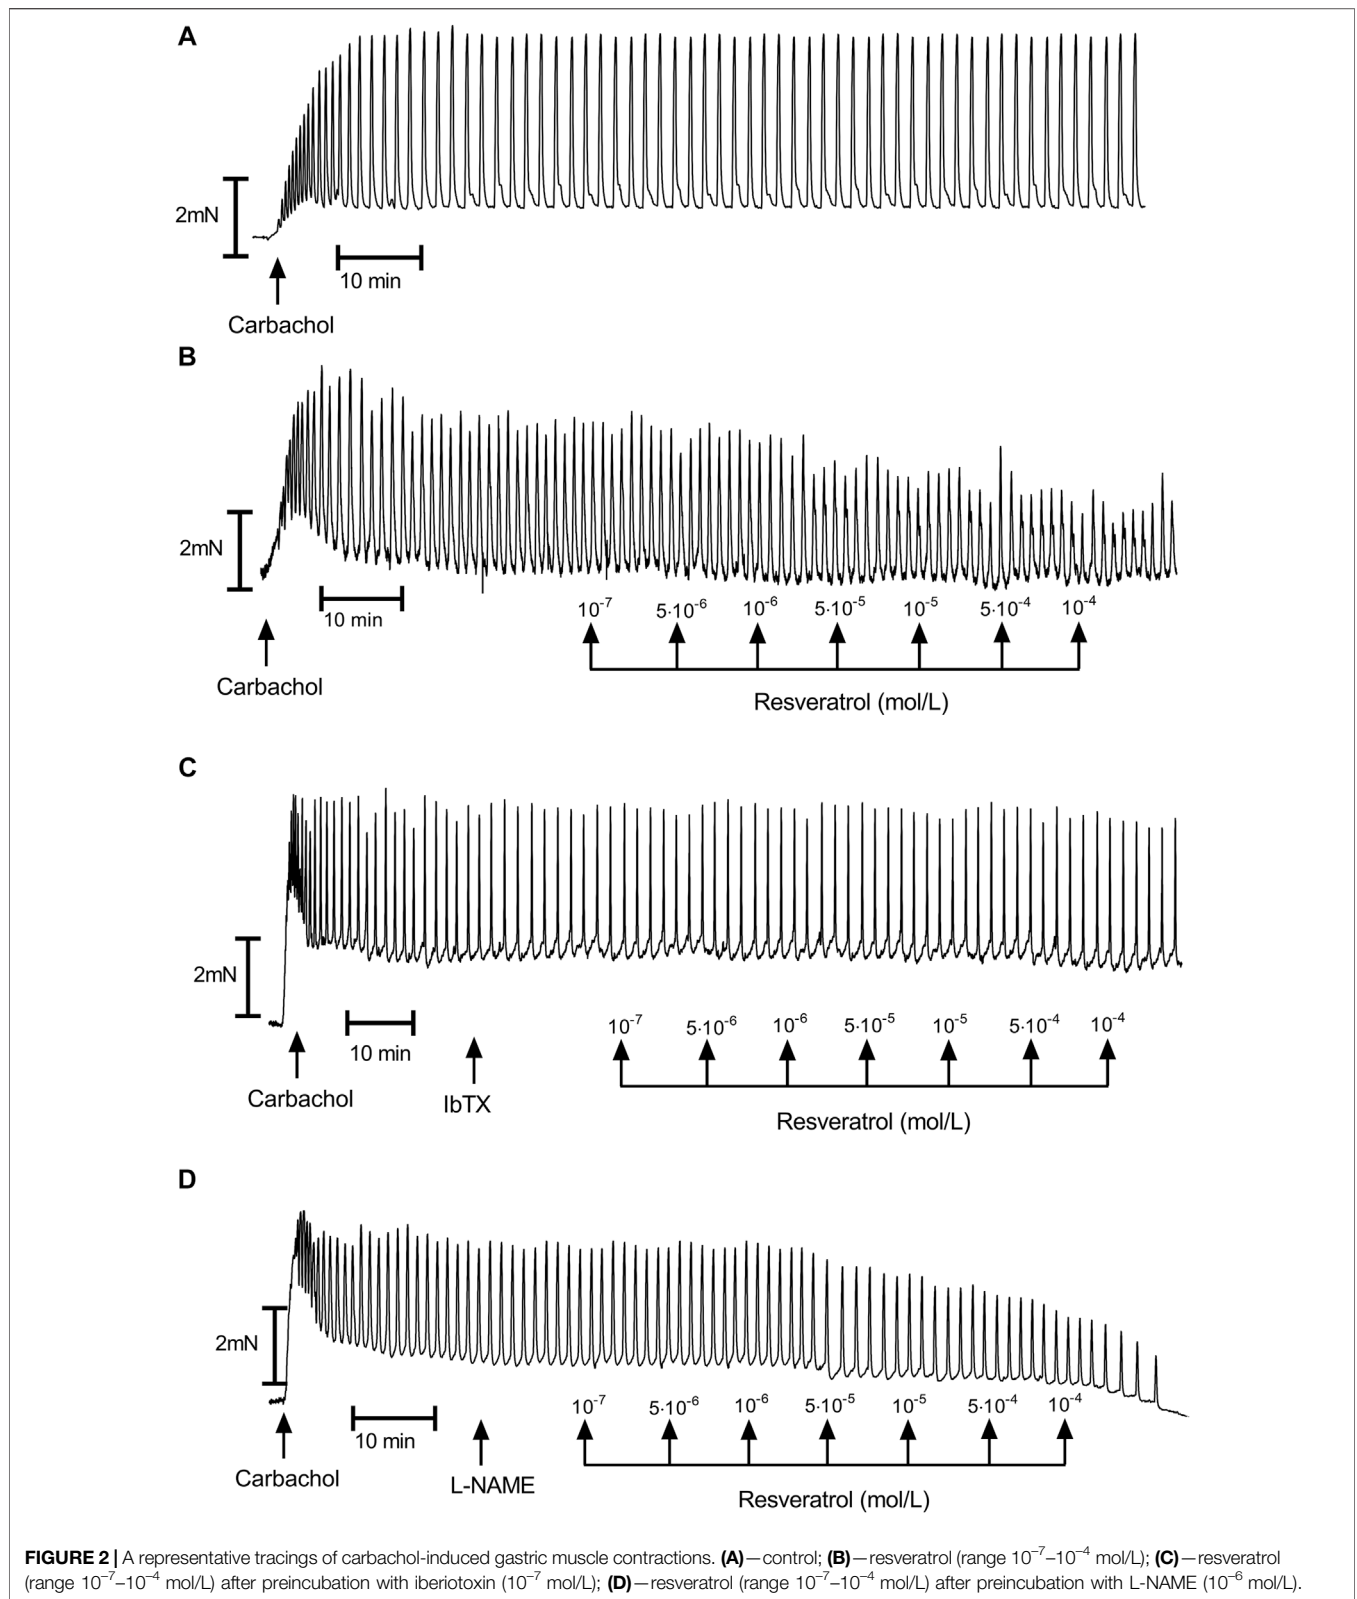 A
2mN
10 min
Carbachol
B
2mN
10 min
10⁻⁷ 5·10⁻⁶ 10⁻⁶ 5·10⁻⁵ 10⁻⁵ 5·10⁻⁴ 10⁻⁴
Carbachol
Resveratrol (mol/L)
C
2mN
10⁻⁷ 5·10⁻⁶ 10⁻⁶ 5·10⁻⁵ 10⁻⁵ 5·10⁻⁴ 10⁻⁴
10 min
Carbachol
IbTX
Resveratrol (mol/L)
D
2mN
10⁻⁷ 5·10⁻⁶ 10⁻⁶ 5·10⁻⁵ 10⁻⁵ 5·10⁻⁴ 10⁻⁴
10 min
Carbachol
L-NAME
Resveratrol (mol/L)
FIGURE 2 | A representative tracings of carbachol-induced gastric muscle contractions. (A)—control; (B)—resveratrol (range 10⁻⁷–10⁻⁴ mol/L); (C)—resveratrol
(range 10⁻⁷–10⁻⁴ mol/L) after preincubation with iberiotoxin (10⁻⁷ mol/L); (D)—resveratrol (range 10⁻⁷–10⁻⁴ mol/L) after preincubation with L-NAME (10⁻⁶ mol/L).